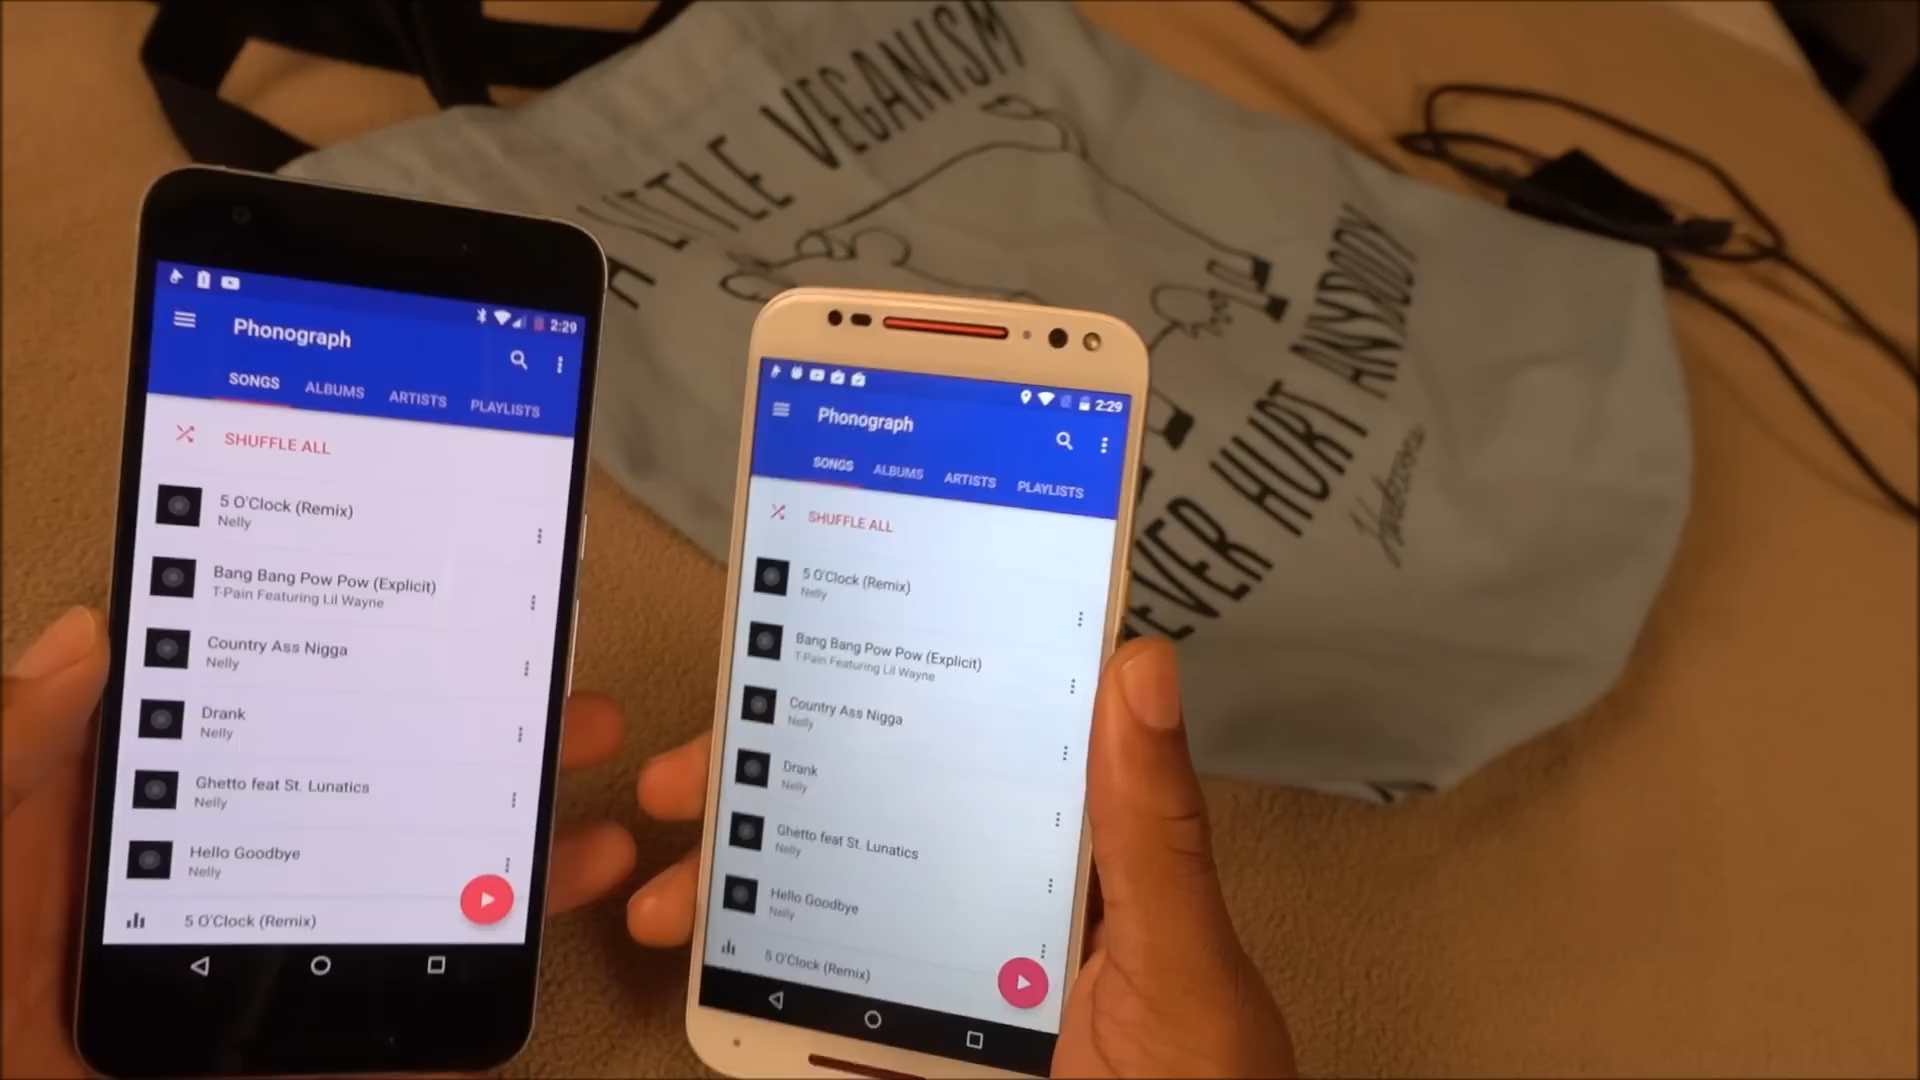 A LITTLE VEGANISM
NEVER HURT ANYBODY
2:29
Phonograph
SONGS ALBUMS ARTISTS PLAYLISTS
SHUFFLE ALL
5 O'Clock (Remix)
Nelly
Bang Bang Pow Pow (Explicit)
T-Pain Featuring Lil Wayne
Country Ass Nigga
Nelly
Drank
Nelly
Ghetto feat St. Lunatics
Nelly
Hello Goodbye
Nelly
5 O'Clock (Remix)
2:29
Phonograph
SONGS ALBUMS ARTISTS PLAYLISTS
SHUFFLE ALL
5 O'Clock (Remix)
Nelly
Bang Bang Pow Pow (Explicit)
T-Pain Featuring Lil Wayne
Country Ass Nigga
Nelly
Drank
Nelly
Ghetto feat St. Lunatics
Nelly
Hello Goodbye
Nelly
5 O'Clock (Remix)